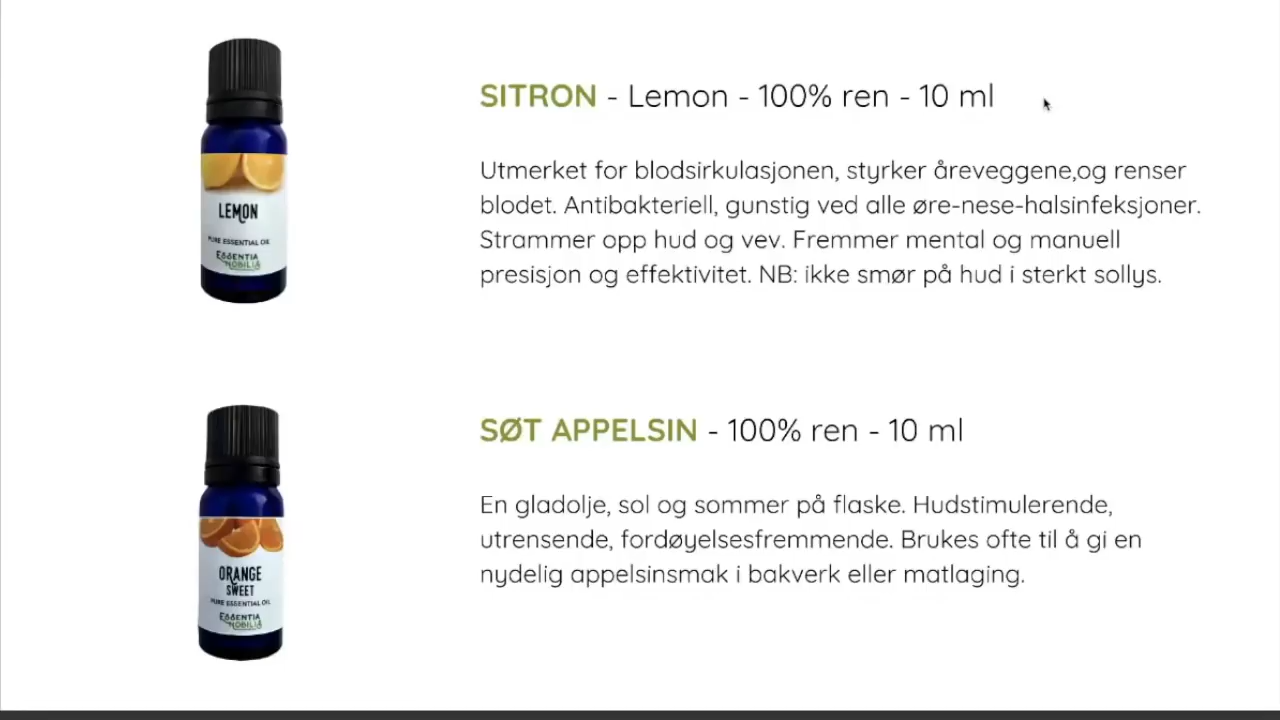 SITRON - Lemon - 100% ren - 10 ml
Utmerket for blodsirkulasjonen, styrker åreveggene,og renser
blodet. Antibakteriell, gunstig ved alle øre-nese-halsinfeksjoner.
Strammer opp hud og vev. Fremmer mental og manuell
presisjon og effektivitet. NB: ikke smør på hud i sterkt sollys.
LEMON
PURE ESSENTIAL OIL
ESSENTIA
NOBILIS
SØT APPELSIN - 100% ren - 10 ml
En gladolje, sol og sommer på flaske. Hudstimulerende,
utrensende, fordøyelsesfremmende. Brukes ofte til å gi en
nydelig appelsinsmak i bakverk eller matlaging.
ORANGE
SWEET
PURE ESSENTIAL OIL
ESSENTIA
NOBILIS